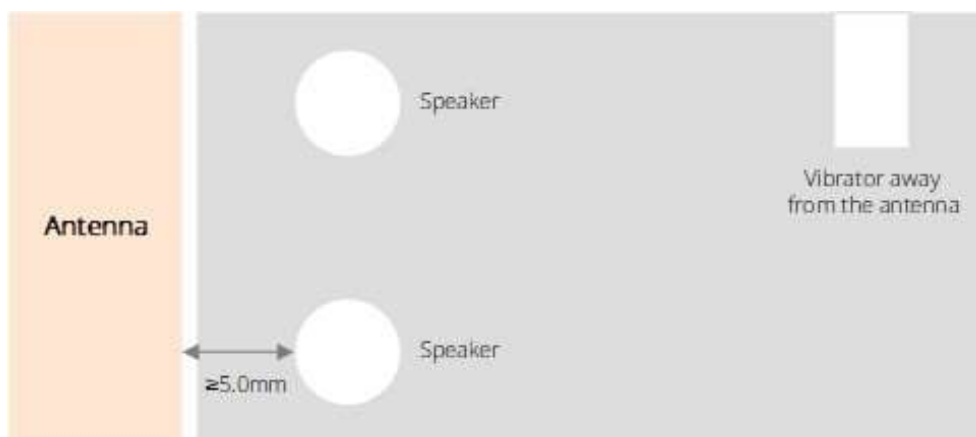 Speaker
Vibrator away
from the antenna
Antenna
Speaker
≥5.0mm